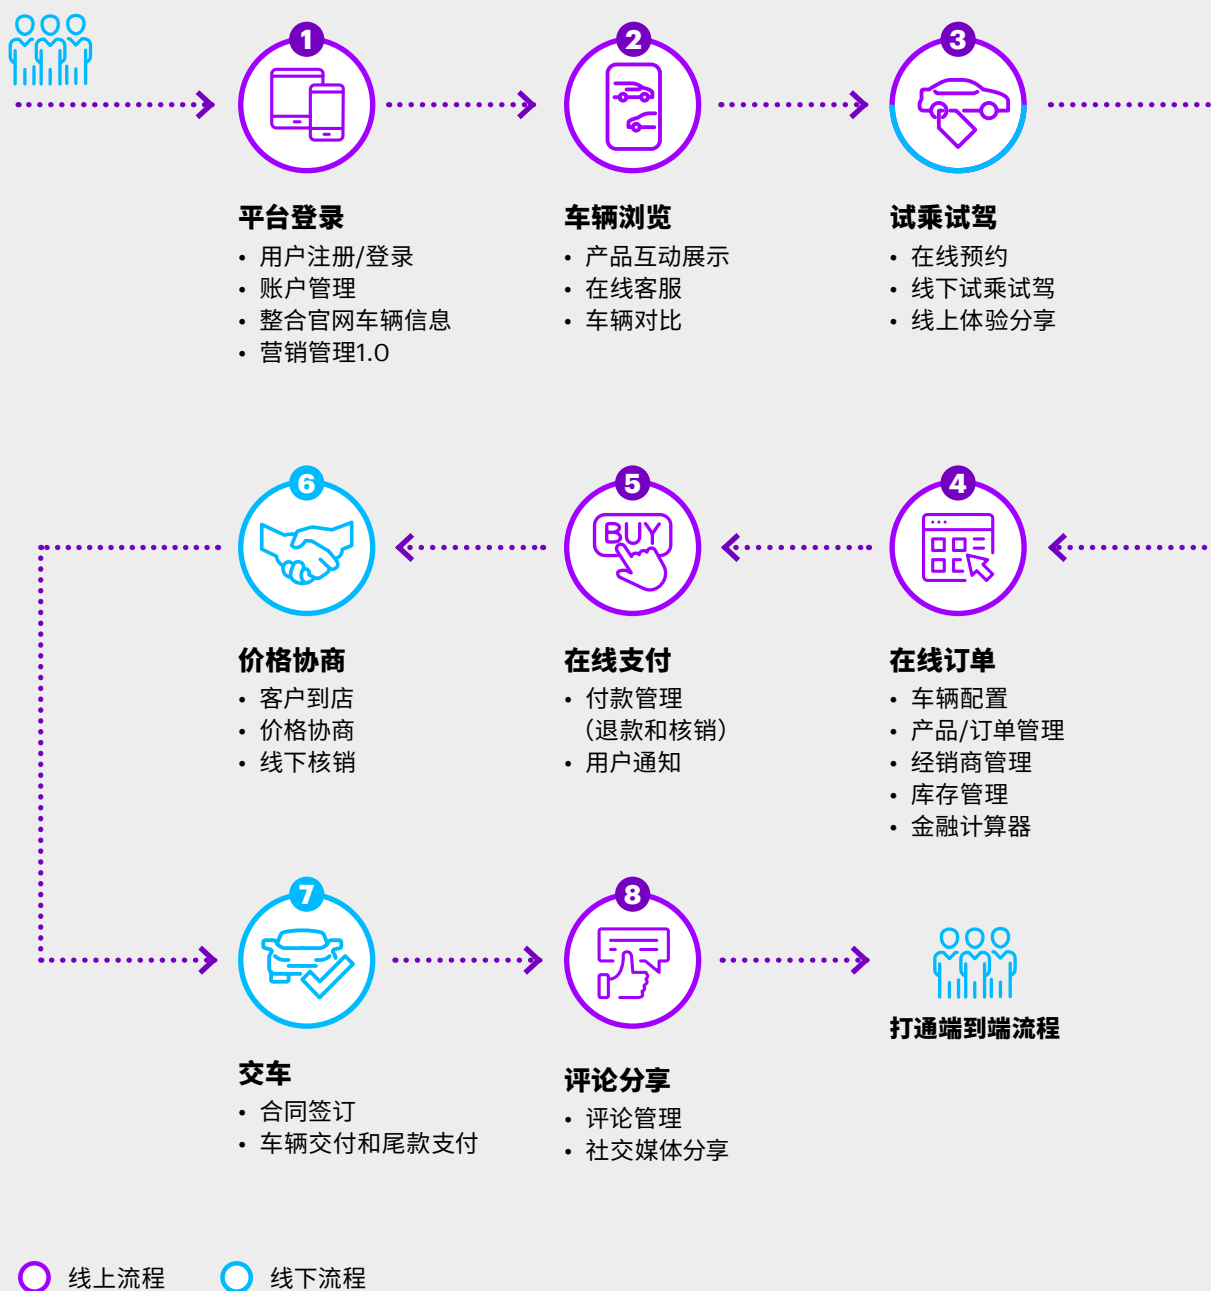 1
平台登录
• 用户注册/登录
• 账户管理
• 整合官网车辆信息
• 营销管理1.0
2
车辆浏览
• 产品互动展示
• 在线客服
• 车辆对比
3
试乘试驾
• 在线预约
• 线下试乘试驾
• 线上体验分享
4
在线订单
• 车辆配置
• 产品/订单管理
• 经销商管理
• 库存管理
• 金融计算器
5
BUY
在线支付
• 付款管理
（退款和核销）
• 用户通知
6
价格协商
• 客户到店
• 价格协商
• 线下核销
7
交车
• 合同签订
• 车辆交付和尾款支付
8
评论分享
• 评论管理
• 社交媒体分享
打通端到端流程
线上流程
线下流程